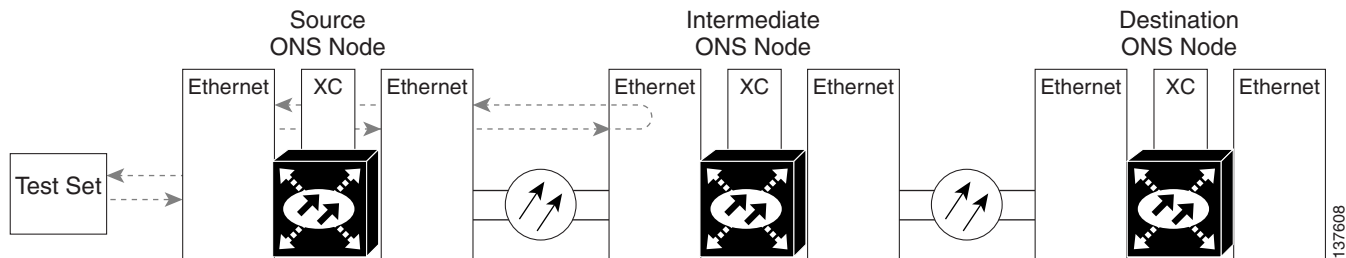 Source
ONS Node
Intermediate
ONS Node
Destination
ONS Node
Ethernet
XC
Ethernet
Ethernet
XC
Ethernet
Ethernet
XC
Ethernet
Test Set
137608